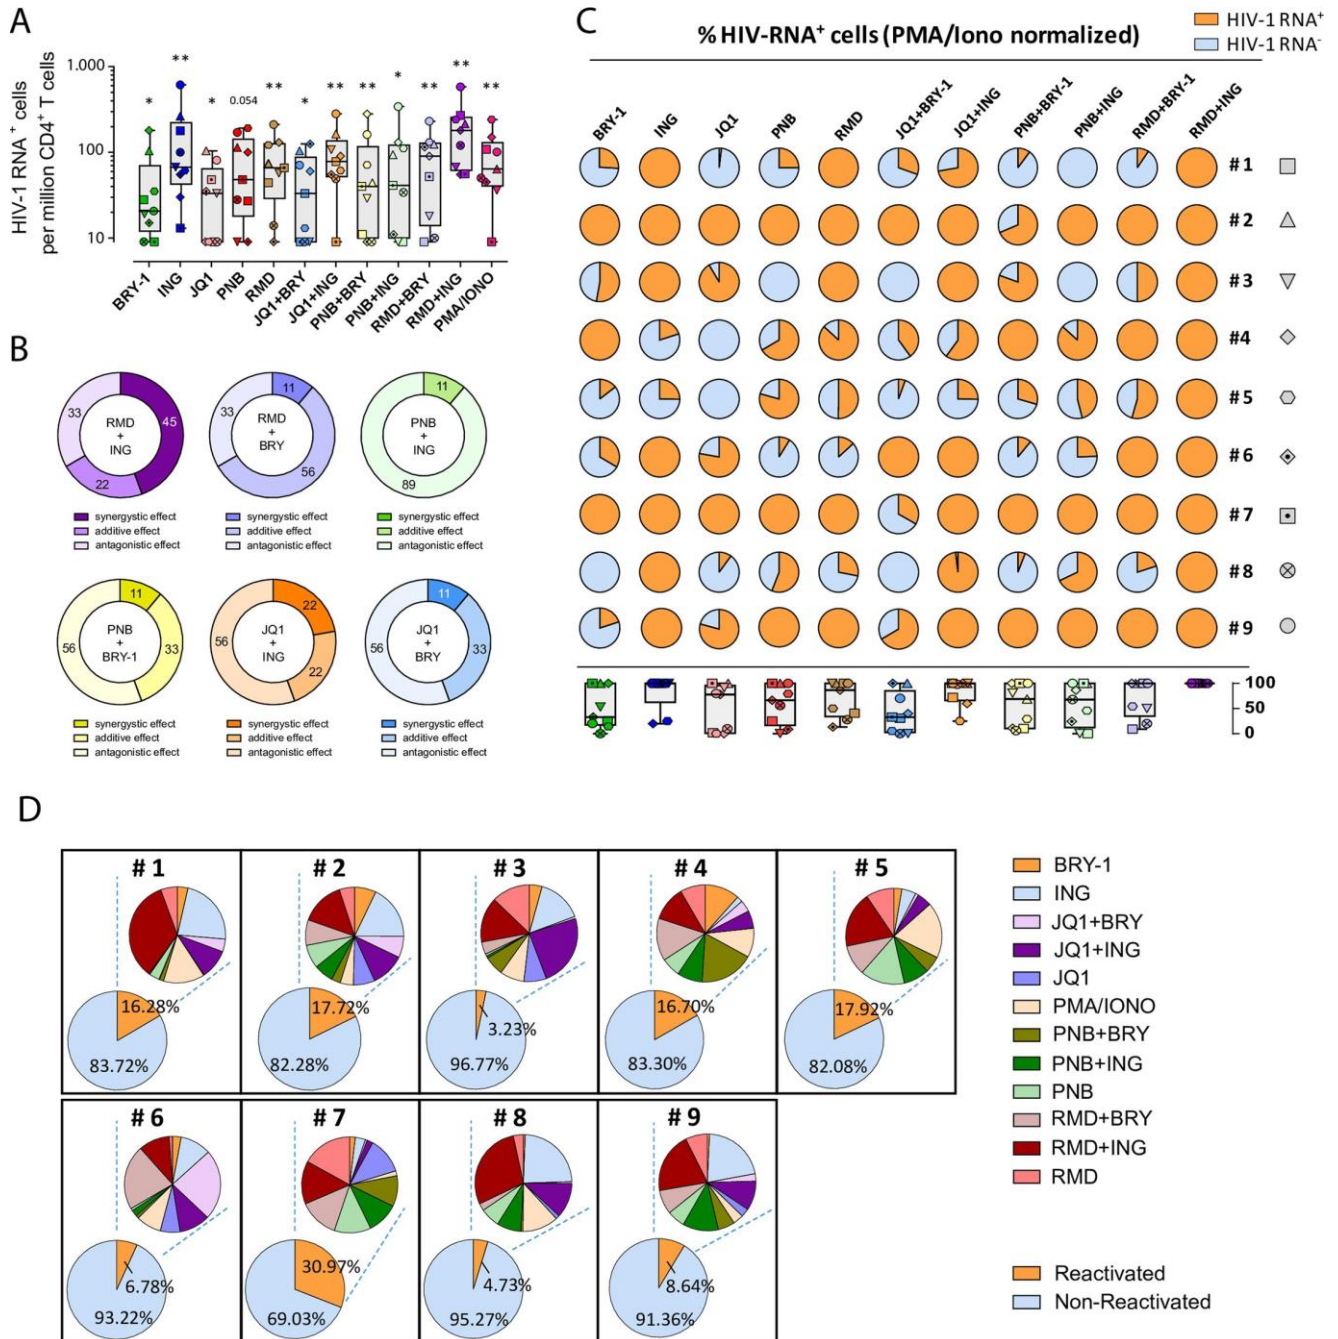 A
HIV-1 RNA+ cells
per million CD4+ T cells
1.000
100
10
* ** * 0.054 ** * ** ** * ** ** **
BRY-1
ING
JQ1
PNB
RMD
JQ1+BRY
JQ1+ING
PNB+BRY
PNB+ING
RMD+BRY
RMD+ING
PMA/IONO
B
RMD
+
ING
45
22
33
synergystic effect
additive effect
antagonistic effect
RMD
+
BRY
11
56
33
synergystic effect
additive effect
antagonistic effect
PNB
+
ING
11
89
synergystic effect
additive effect
antagonistic effect
PNB
+
BRY-1
11
33
56
synergystic effect
additive effect
antagonistic effect
JQ1
+
ING
22
22
56
synergystic effect
additive effect
antagonistic effect
JQ1
+
BRY
11
33
56
synergystic effect
additive effect
antagonistic effect
C
% HIV-RNA+ cells (PMA/Iono normalized)
HIV-1 RNA+
HIV-1 RNA-
BRY-1
ING
JQ1
PNB
RMD
JQ1+BRY-1
JQ1+ING
PNB+BRY-1
PNB+ING
RMD+BRY-1
RMD+ING
#1
#2
#3
#4
#5
#6
#7
#8
#9
100
50
0
D
# 1
16.28%
83.72%
# 2
17.72%
82.28%
# 3
3.23%
96.77%
# 4
16.70%
83.30%
# 5
17.92%
82.08%
# 6
6.78%
93.22%
# 7
30.97%
69.03%
# 8
4.73%
95.27%
# 9
8.64%
91.36%
BRY-1
ING
JQ1+BRY
JQ1+ING
JQ1
PMA/IONO
PNB+BRY
PNB+ING
PNB
RMD+BRY
RMD+ING
RMD
Reactivated
Non-Reactivated